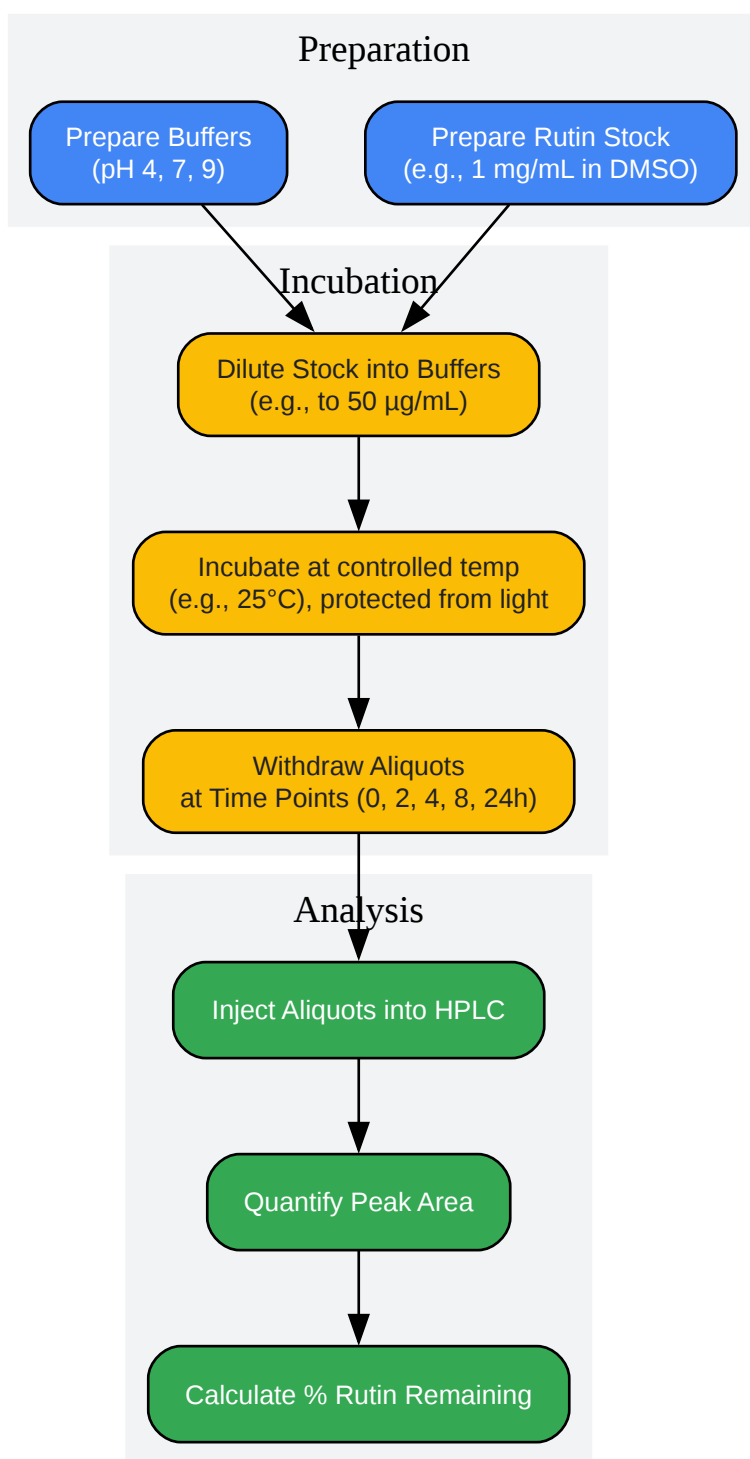 Preparation
Prepare Buffers
(pH 4, 7, 9)
Prepare Rutin Stock
(e.g., 1 mg/mL in DMSO)
Incubation
Dilute Stock into Buffers
(e.g., to 50 µg/mL)
Incubate at controlled temp
(e.g., 25°C), protected from light
Withdraw Aliquots
at Time Points (0, 2, 4, 8, 24h)
Analysis
Inject Aliquots into HPLC
Quantify Peak Area
Calculate % Rutin Remaining